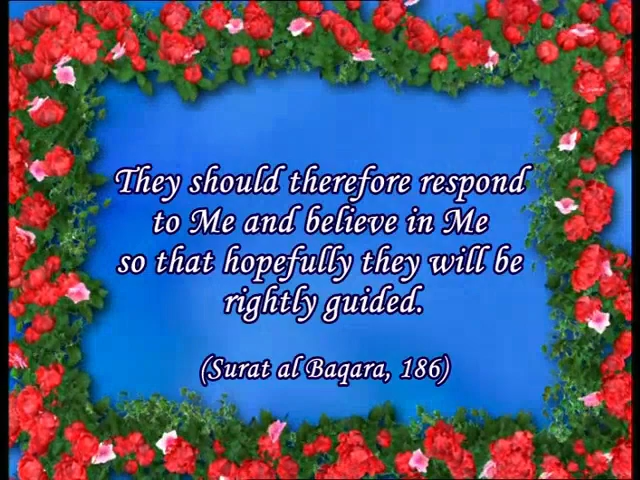 They should therefore respond
to Me and believe in Me
so that hopefully they will be
rightly guided.
(Surat al Baqara, 186)